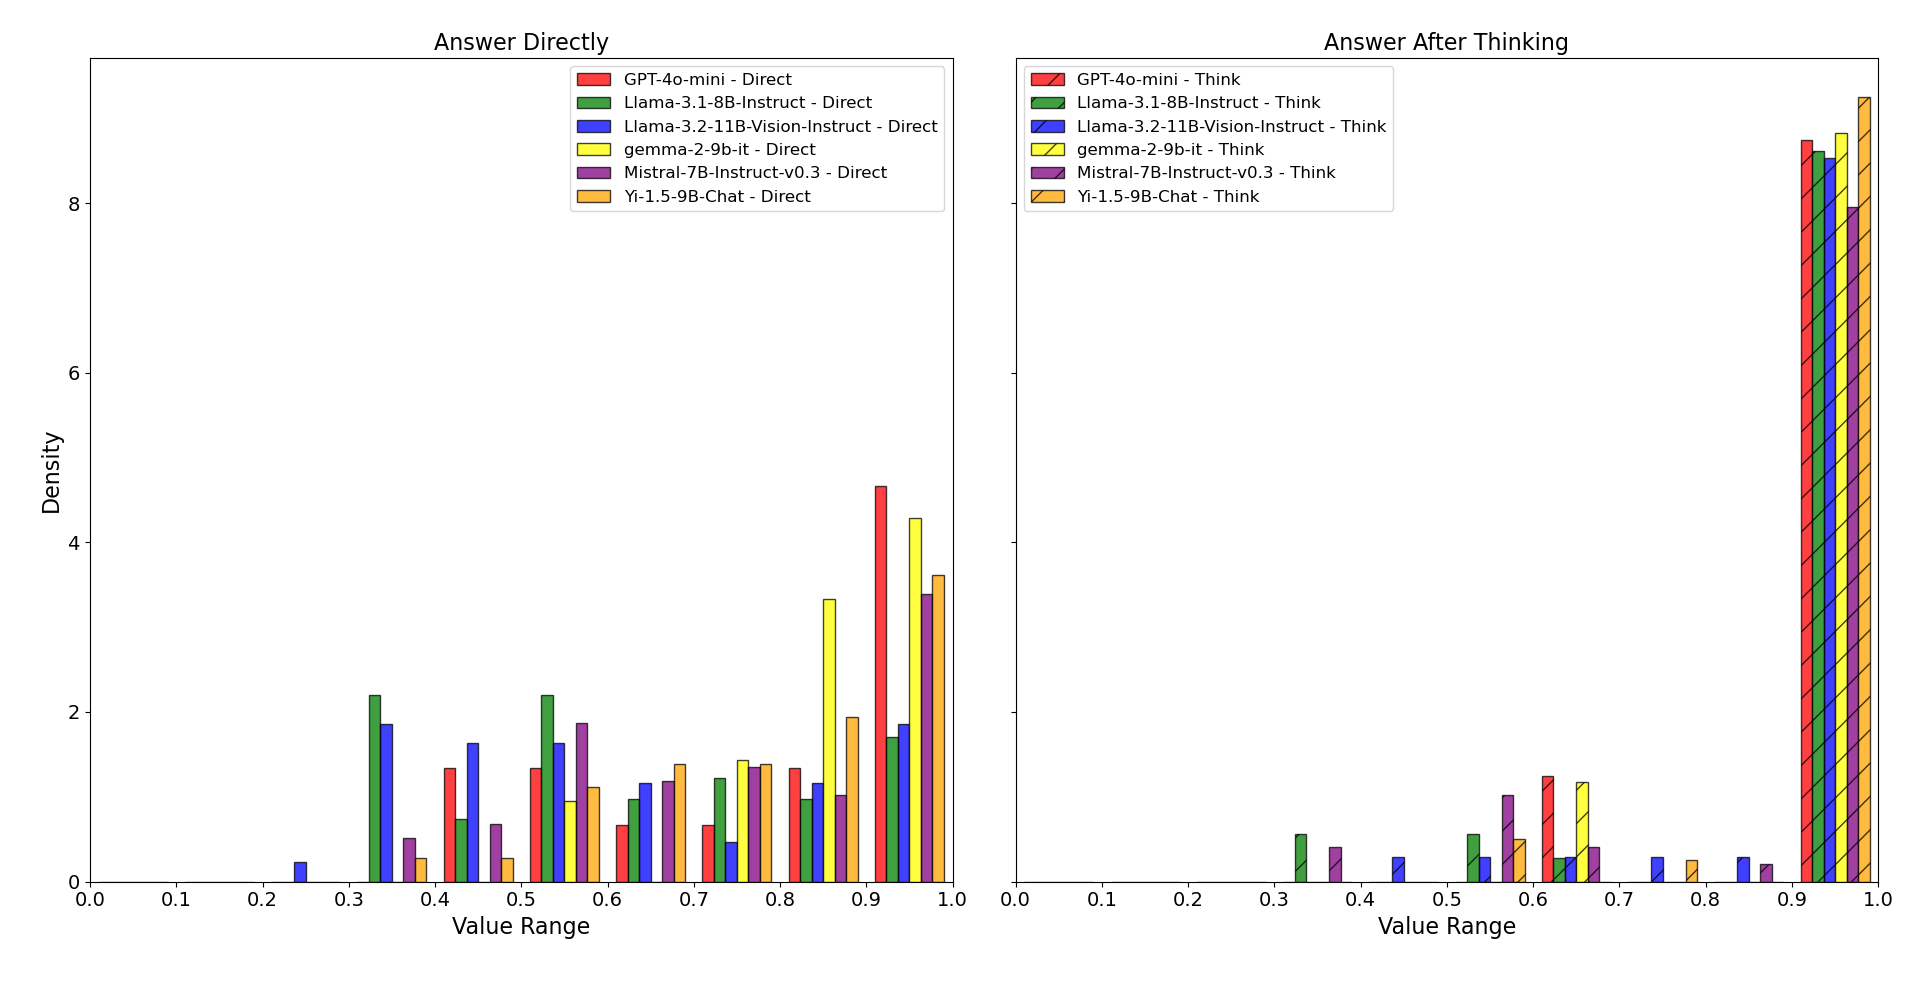 Answer Directly
GPT-4o-mini - Direct
Llama-3.1-8B-Instruct - Direct
Llama-3.2-11B-Vision-Instruct - Direct
gemma-2-9b-it - Direct
Mistral-7B-Instruct-v0.3 - Direct
Yi-1.5-9B-Chat - Direct
Density
8
6
4
2
0
0.0 0.1 0.2 0.3 0.4 0.5 0.6 0.7 0.8 0.9 1.0
Value Range
Answer After Thinking
GPT-4o-mini - Think
Llama-3.1-8B-Instruct - Think
Llama-3.2-11B-Vision-Instruct - Think
gemma-2-9b-it - Think
Mistral-7B-Instruct-v0.3 - Think
Yi-1.5-9B-Chat - Think
0.0 0.1 0.2 0.3 0.4 0.5 0.6 0.7 0.8 0.9 1.0
Value Range